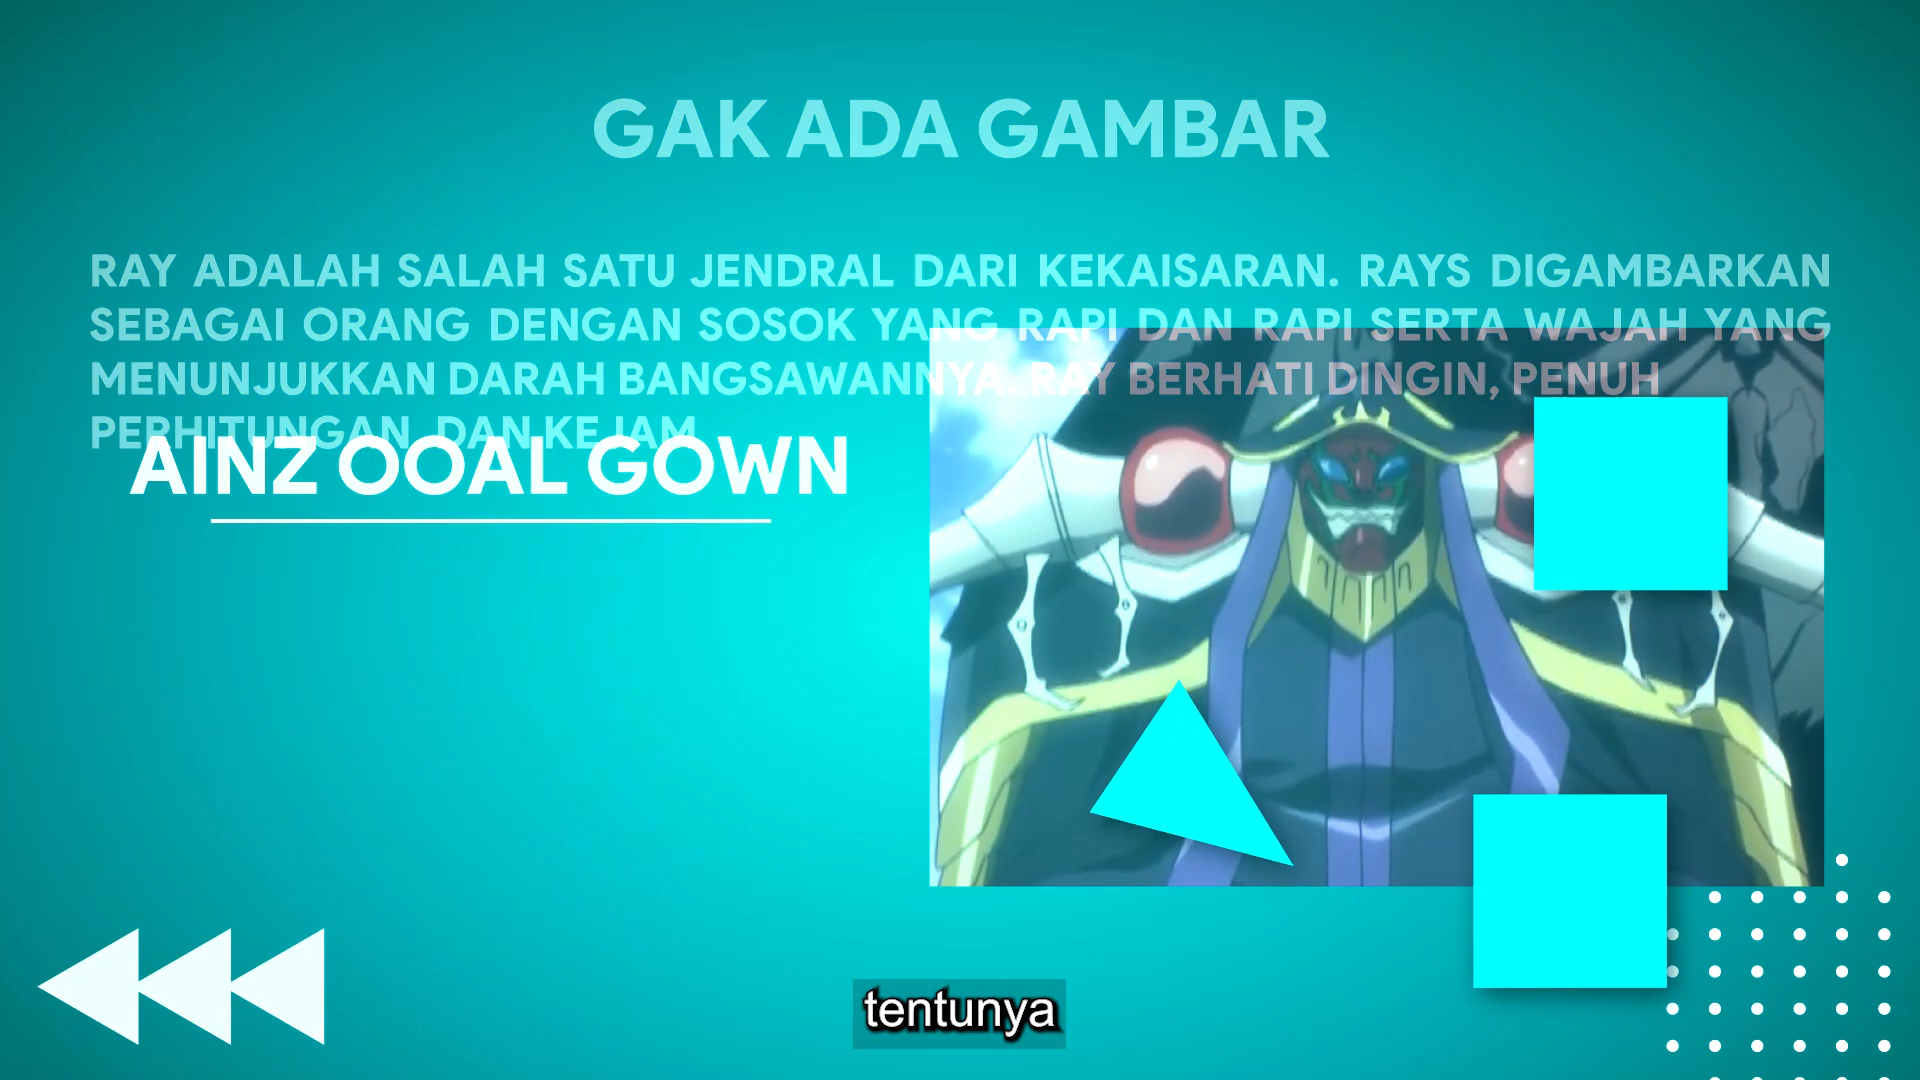 GAK ADA GAMBAR
RAY ADALAH SALAH SATU JENDRAL DARI KEKAISARAN. RAYS DIGAMBARKAN
SEBAGAI ORANG DENGAN SOSOK YANG RAPI DAN RAPI SERTA WAJAH YANG
MENUNJUKKAN DARAH BANGSAWANNYA. RAY BERHATI DINGIN, PENUH
PERHITUNGAN, DAN KEJAM
AINZ OOAL GOWN
tentunya